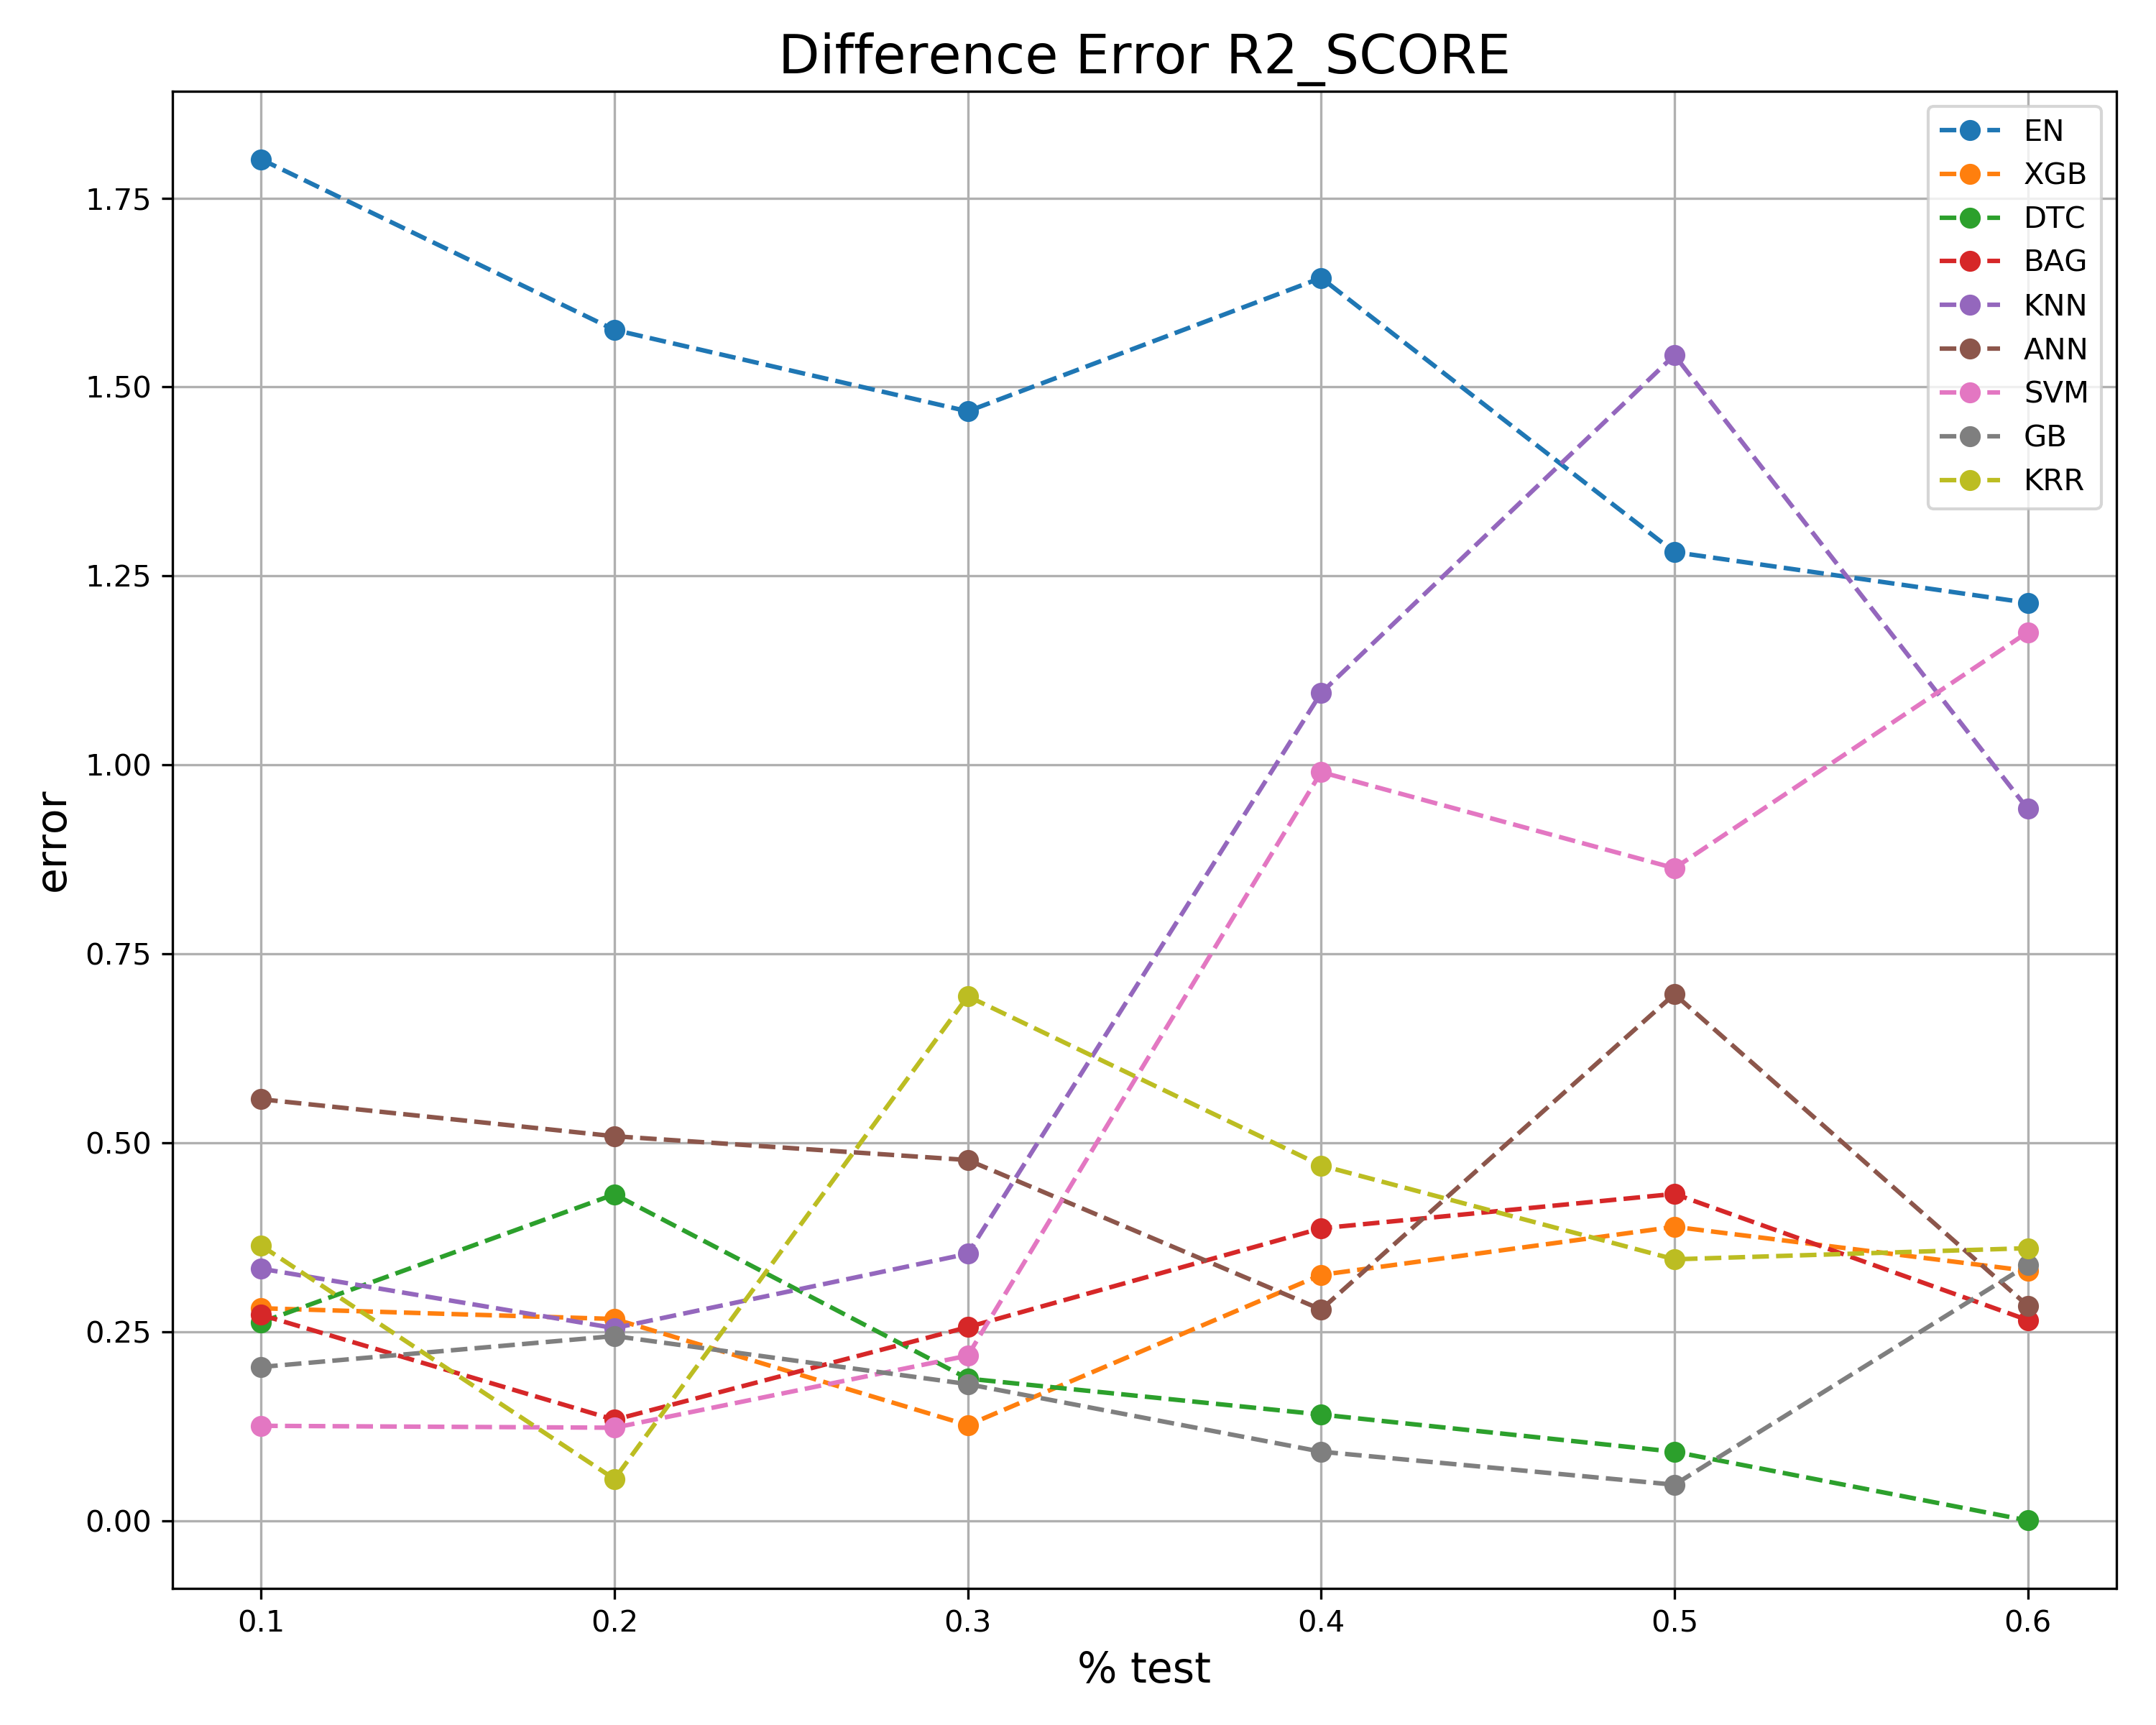 Difference Error R2_SCORE
EN
XGB
DTC
BAG
KNN
ANN
SVM
GB
KRR
error
1.75
1.50
1.25
1.00
0.75
0.50
0.25
0.00
0.1 0.2 0.3 0.4 0.5 0.6
% test